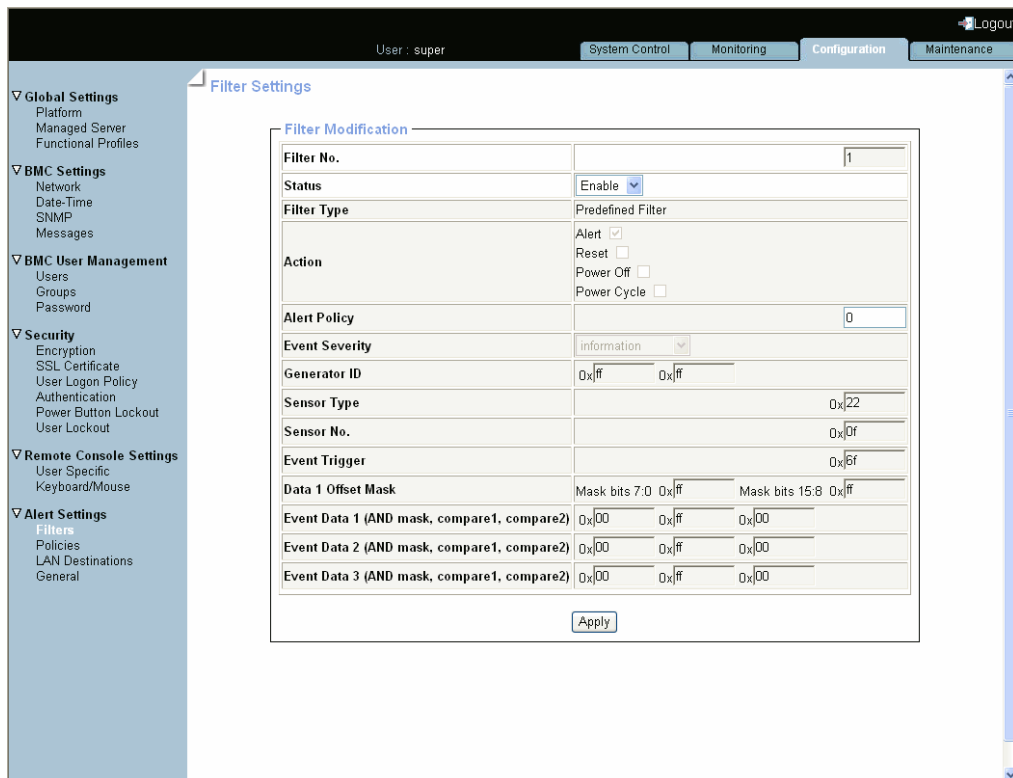 Logout
User : super
System Control
Monitoring
Configuration
Maintenance
Global Settings
Platform
Managed Server
Functional Profiles
BMC Settings
Network
Date-Time
SNMP
Messages
BMC User Management
Users
Groups
Password
Security
Encryption
SSL Certificate
User Logon Policy
Authentication
Power Button Lockout
User Lockout
Remote Console Settings
User Specific
Keyboard/Mouse
Alert Settings
Filters
Policies
LAN Destinations
General
Filter Settings
Filter Modification
Filter No. 1
Status Enable
Filter Type Predefined Filter
Action
Alert
Reset
Power Off
Power Cycle
Alert Policy 0
Event Severity information
Generator ID 0x ff 0x ff
Sensor Type 0x 22
Sensor No. 0x 0f
Event Trigger 0x 6f
Data 1 Offset Mask Mask bits 7:0 0x ff Mask bits 15:8 0x ff
Event Data 1 (AND mask, compare1, compare2) 0x 00 0x ff 0x 00
Event Data 2 (AND mask, compare1, compare2) 0x 00 0x ff 0x 00
Event Data 3 (AND mask, compare1, compare2) 0x 00 0x ff 0x 00
Apply